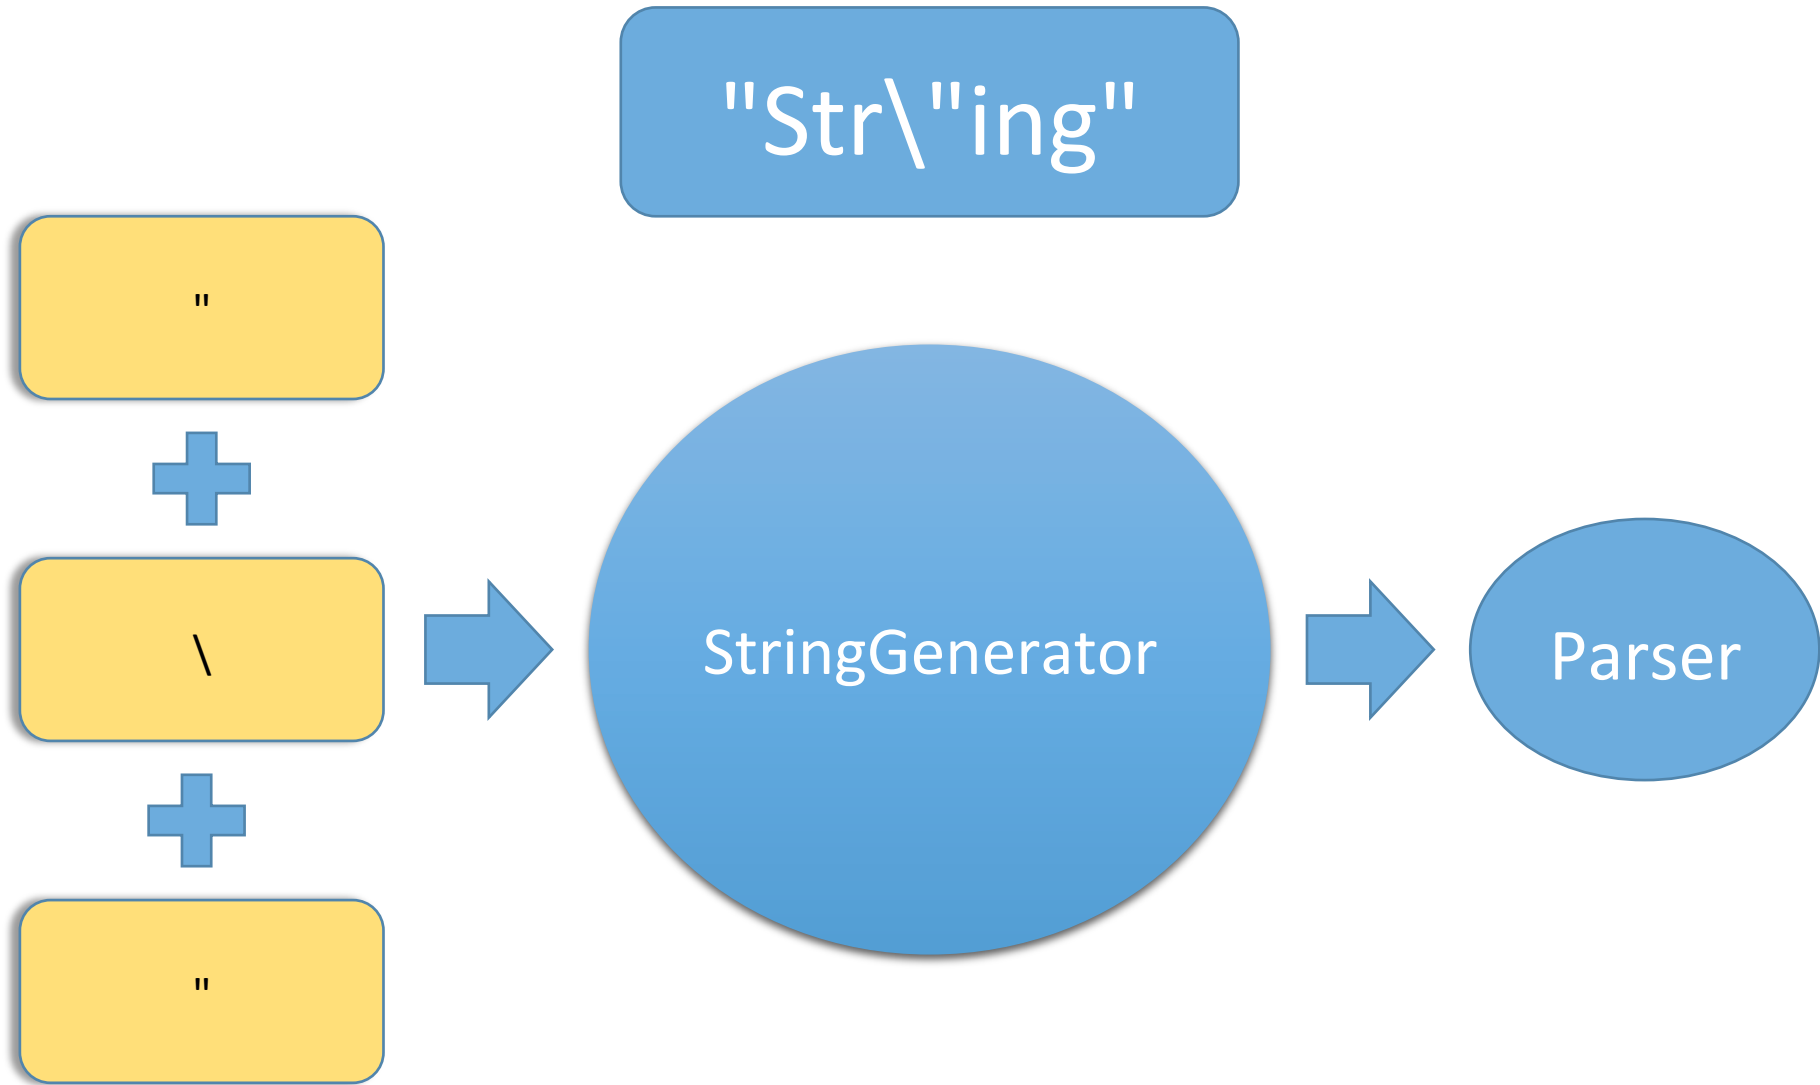 "Str\"ing"
"
\
"
StringGenerator
Parser